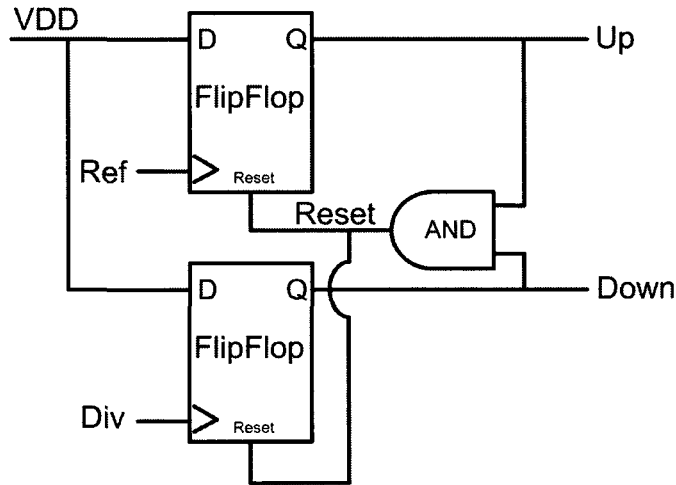 VDD
D Q Up
FlipFlop
Ref
Reset
Reset
AND
D Q Down
FlipFlop
Div
Reset